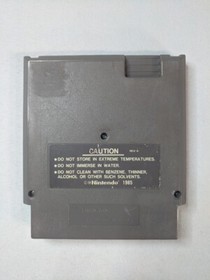 CAUTION
● DO NOT STORE IN EXTREME TEMPERATURES.
● DO NOT IMMERSE IN WATER.
● DO NOT CLEAN WITH BENZENE, THINNER,
ALCOHOL OR OTHER SUCH SOLVENTS.
Nintendo 1985